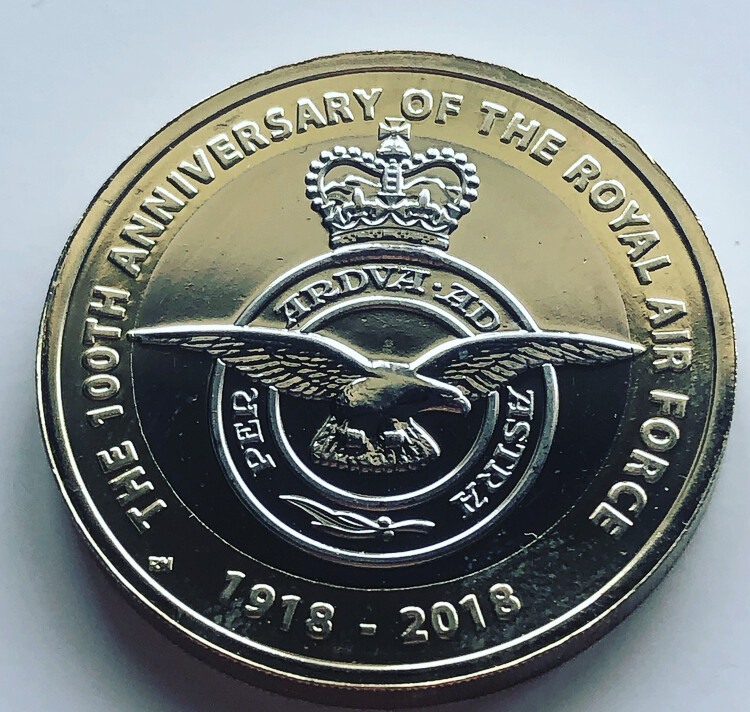 THE 100TH ANNIVERSARY OF THE ROYAL AIR FORCE
PER ARDVA · AD ASTRA
1918 - 2018